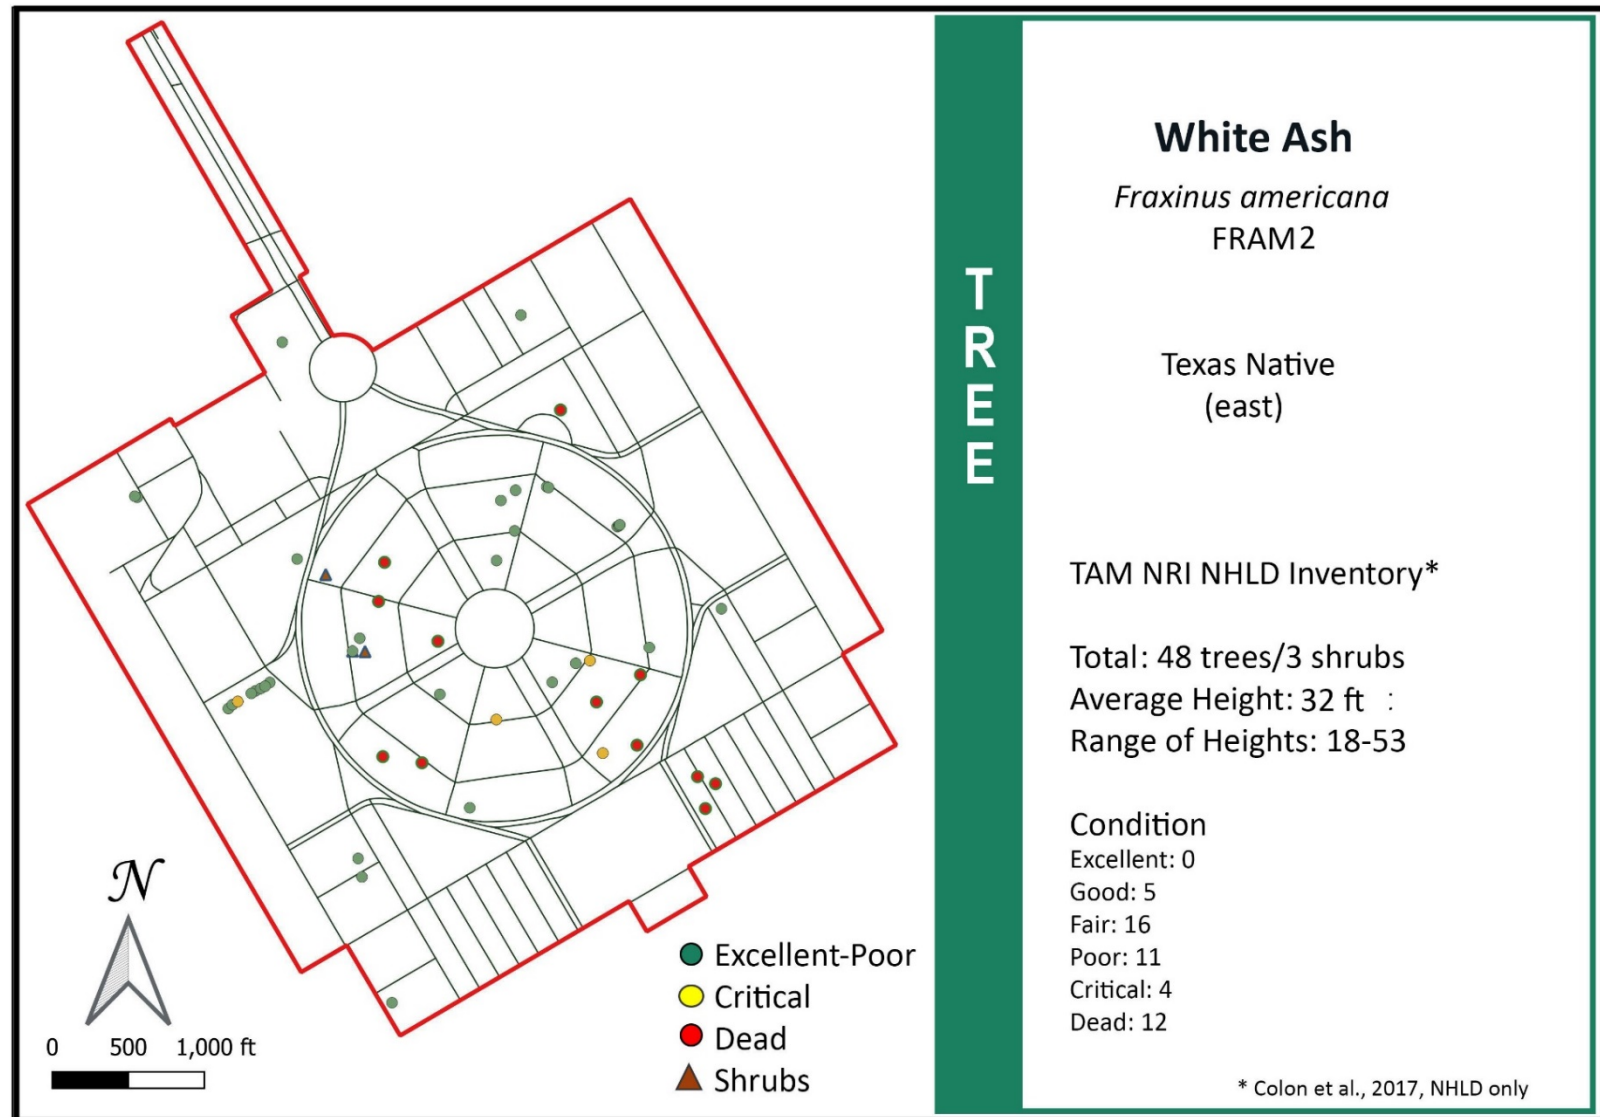 N
0 500 1,000 ft
Excellent-Poor
Critical
Dead
Shrubs
TREE
White Ash
Fraxinus americana
FRAM2
Texas Native
(east)
TAM NRI NHLD Inventory*
Total: 48 trees/3 shrubs
Average Height: 32 ft :
Range of Heights: 18-53
Condition
Excellent: 0
Good: 5
Fair: 16
Poor: 11
Critical: 4
Dead: 12
* Colon et al., 2017, NHLD only